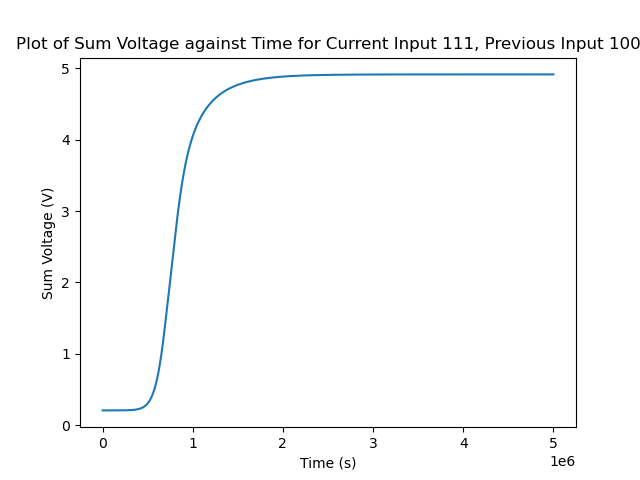 Plot of Sum Voltage against Time for Current Input 111, Previous Input 100
5
4
3
2
1
0
Sum Voltage (V)
0 1 2 3 4 5
1e6
Time (s)